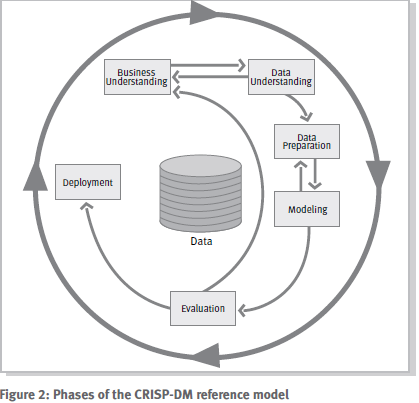 Business
Understanding
Data
Understanding
Data
Preparation
Modeling
Deployment
Data
Evaluation
Figure 2: Phases of the CRISP-DM reference model